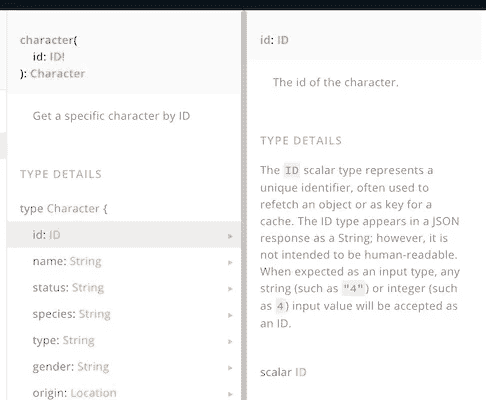 character(
id: ID!
): Character
Get a specific character by ID
TYPE DETAILS
type Character {
id: ID
name: String
status: String
species: String
type: String
gender: String
origin: Location
id: ID
The id of the character.
TYPE DETAILS
The ID scalar type represents a
unique identifier, often used to
refetch an object or as key for a
cache. The ID type appears in a JSON
response as a String; however, it is
not intended to be human-readable.
When expected as an input type, any
string (such as "4") or integer (such
as 4) input value will be accepted as
an ID.
scalar ID